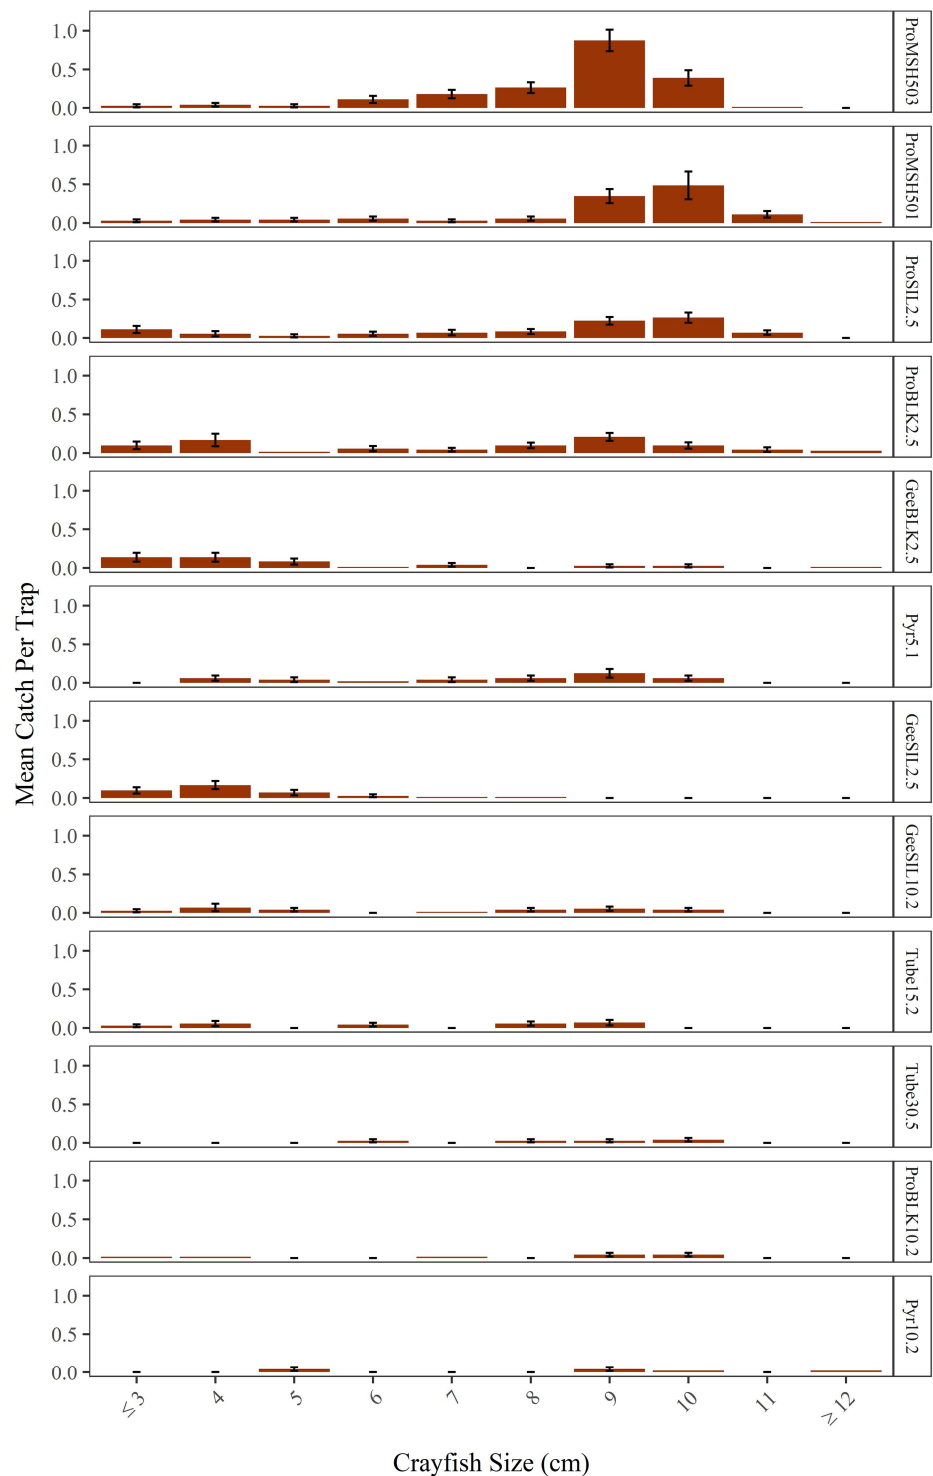 1.0
0.5
0.0
ProMSH503
1.0
0.5
0.0
ProMSH501
1.0
0.5
0.0
ProSIL2.5
1.0
0.5
0.0
ProBLK2.5
1.0
0.5
0.0
GeeBLK2.5
1.0
0.5
0.0
Pyr5.1
1.0
0.5
0.0
GeeSIL2.5
1.0
0.5
0.0
GeeSIL10.2
1.0
0.5
0.0
Tube15.2
1.0
0.5
0.0
Tube30.5
1.0
0.5
0.0
ProBLK10.2
1.0
0.5
0.0
Pyr10.2
Mean Catch Per Trap
≤ 3 4 5 6 7 8 9 10 11 ≥ 12
Crayfish Size (cm)